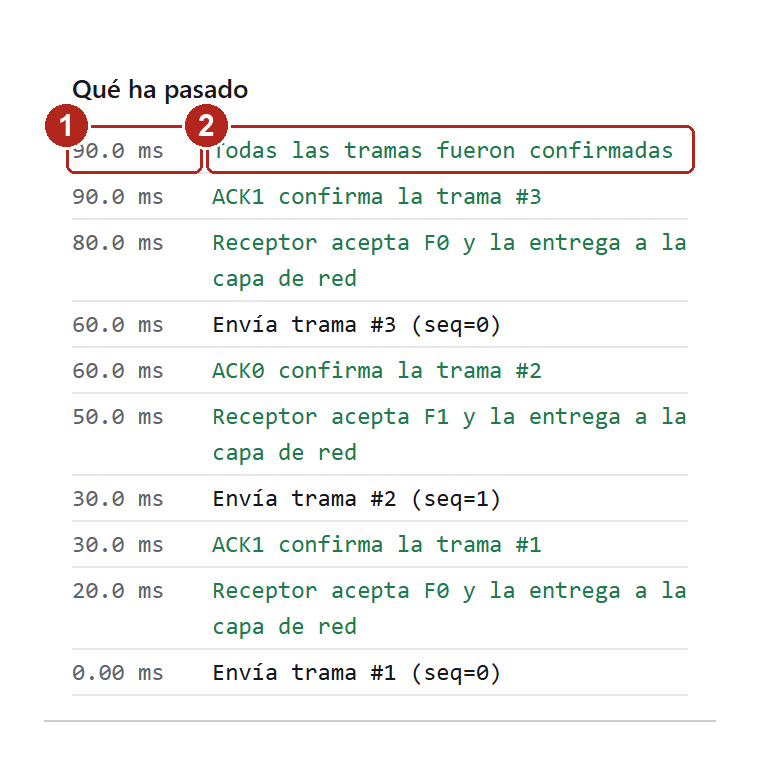 Qué ha pasado
1
2
90.0 ms Todas las tramas fueron confirmadas
90.0 ms ACK1 confirma la trama #3
80.0 ms Receptor acepta F0 y la entrega a la
capa de red
60.0 ms Envía trama #3 (seq=0)
60.0 ms ACK0 confirma la trama #2
50.0 ms Receptor acepta F1 y la entrega a la
capa de red
30.0 ms Envía trama #2 (seq=1)
30.0 ms ACK1 confirma la trama #1
20.0 ms Receptor acepta F0 y la entrega a la
capa de red
0.00 ms Envía trama #1 (seq=0)